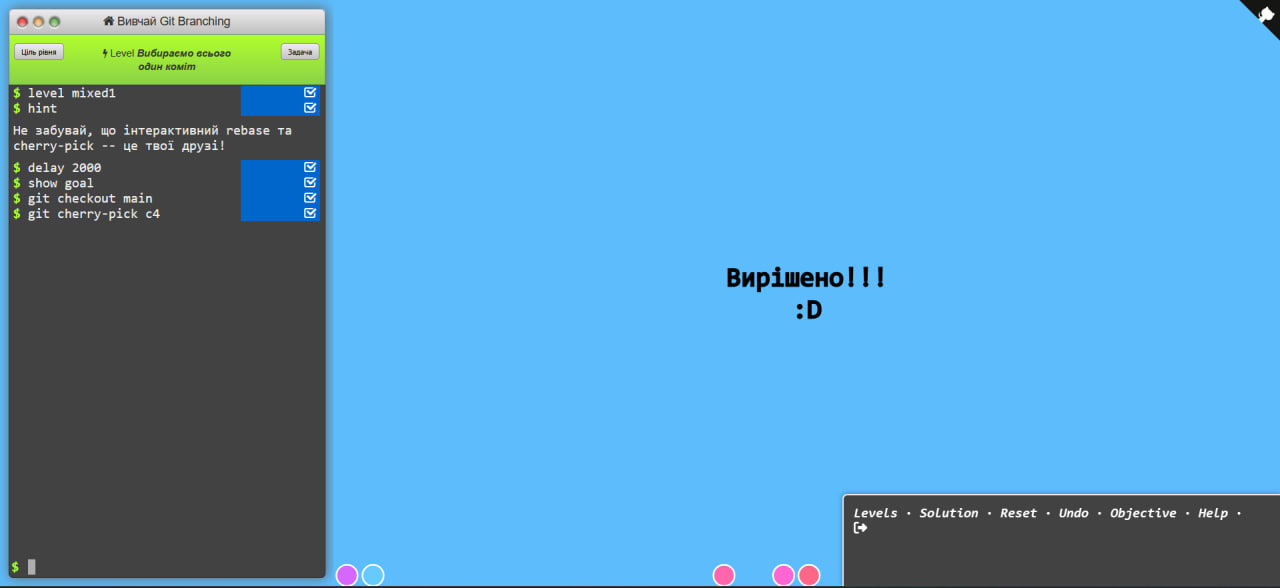 Вивчай Git Branching
Ціль рівня
Level Вибираємо всього
один коміт
Задача
$ level mixed1
$ hint
Не забувай, що інтерактивний rebase та
cherry-pick -- це твої друзі!
$ delay 2000
$ show goal
$ git checkout main
$ git cherry-pick c4
$
Вирішено!!!
:D
Levels · Solution · Reset · Undo · Objective · Help ·